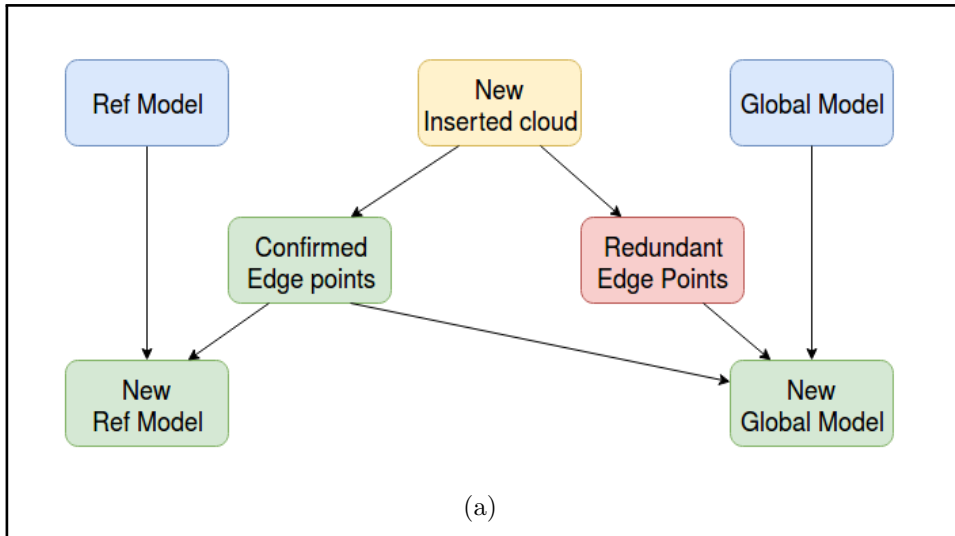 Ref Model
New
Inserted cloud
Global Model
Confirmed
Edge points
Redundant
Edge Points
New
Ref Model
New
Global Model
(a)